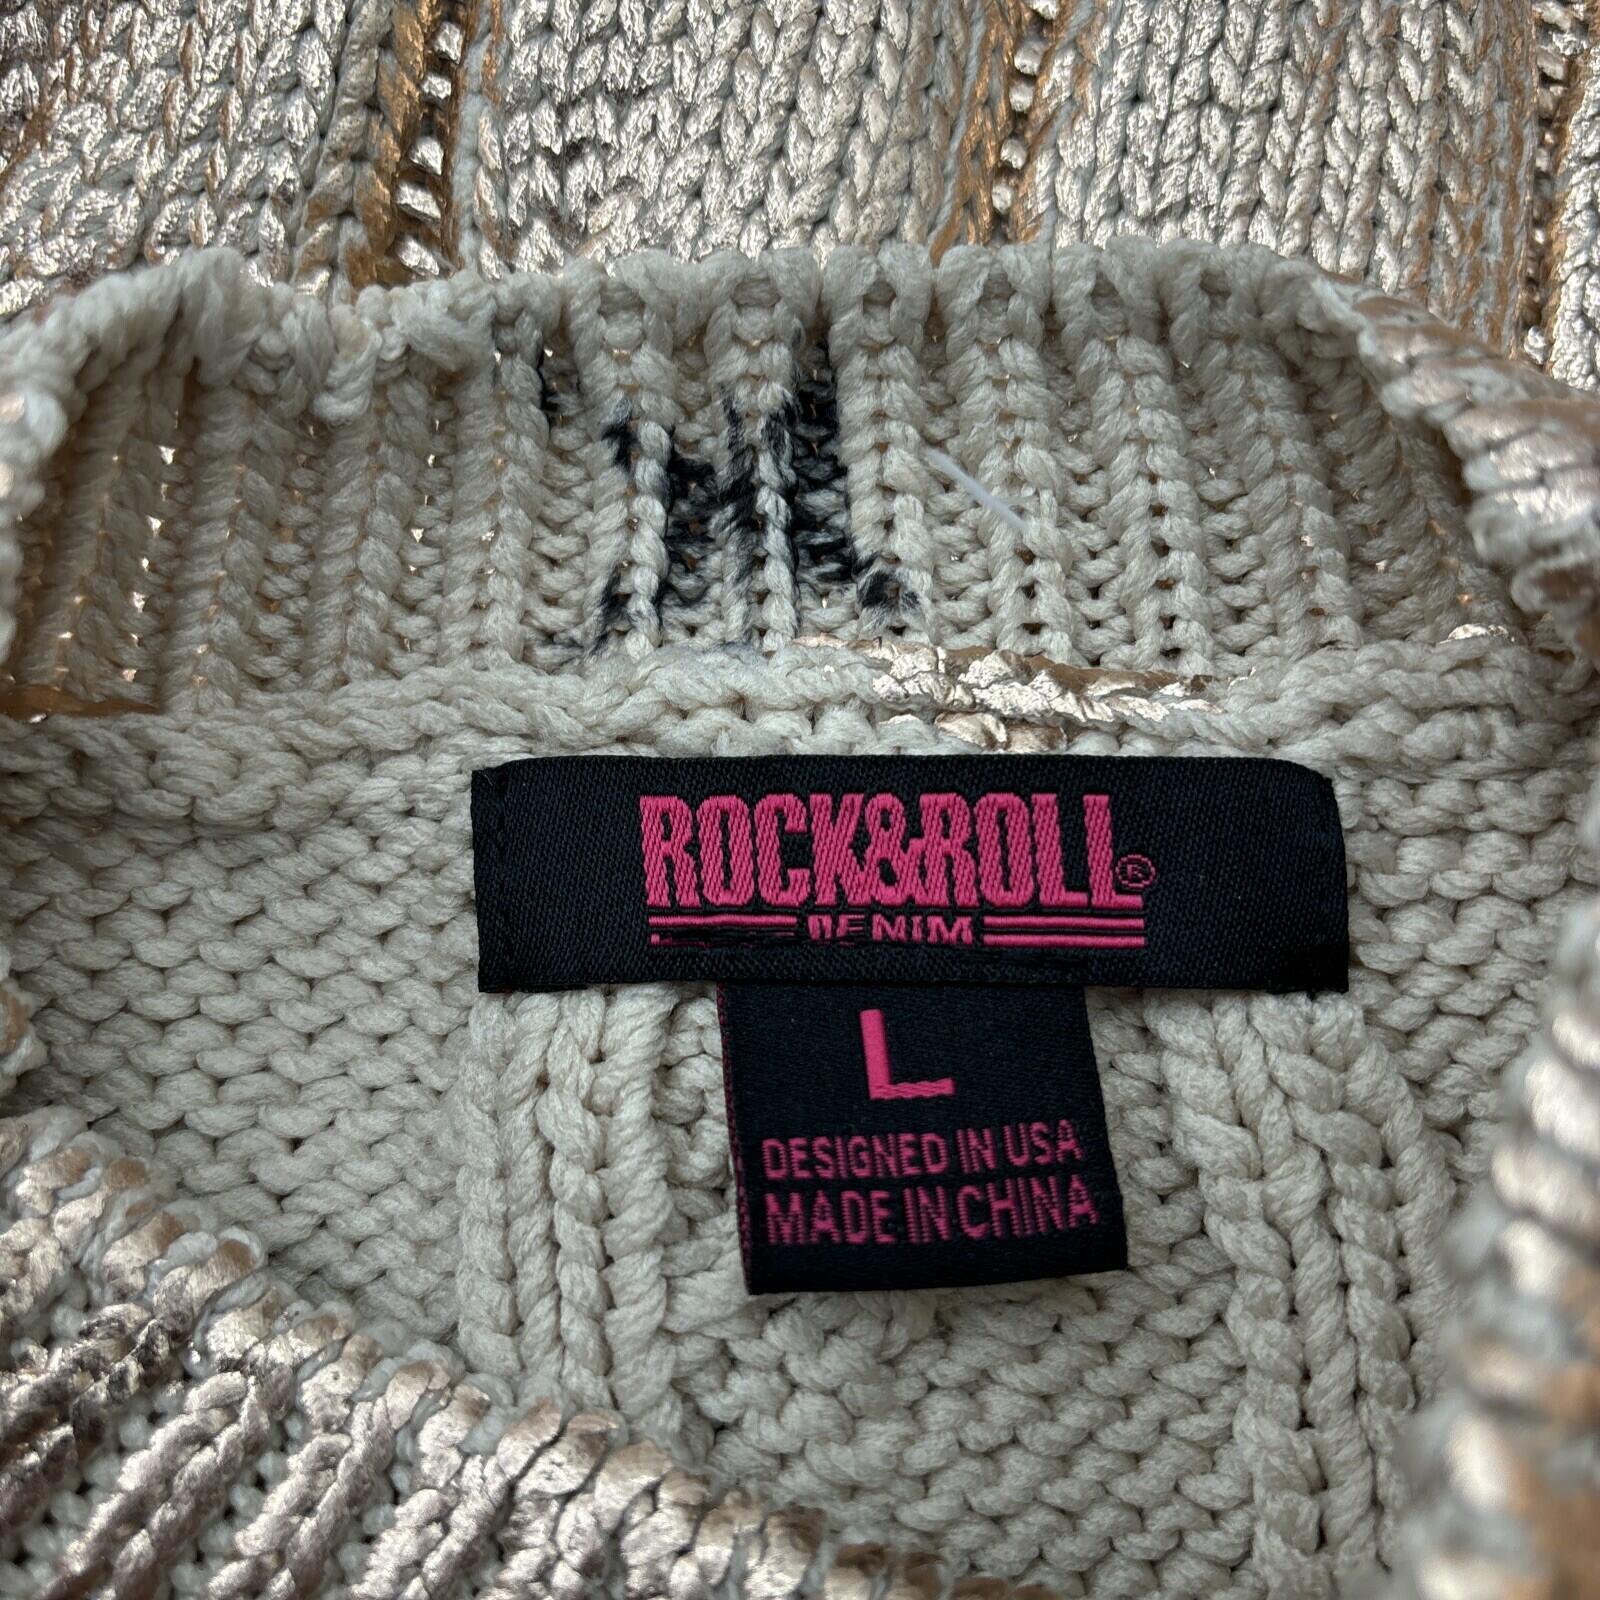 ROCK&ROLL®
DENIM
L
DESIGNED IN USA
MADE IN CHINA